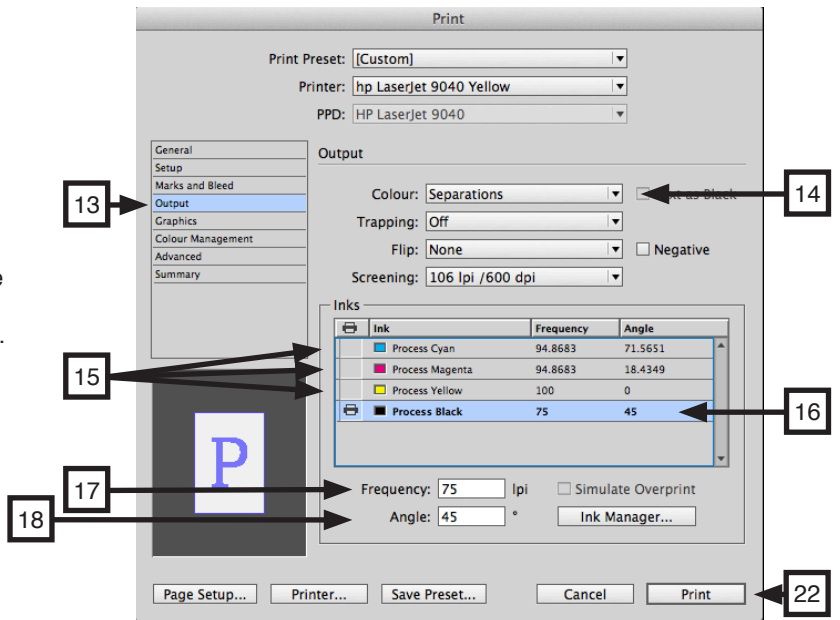 Print
Print Preset: [Custom]
Printer: hp LaserJet 9040 Yellow
PPD: HP LaserJet 9040
General
Setup
Marks and Bleed
Output
Graphics
Colour Management
Advanced
Summary
13
Output
Colour: Separations
as Black
14
Trapping: Off
Flip: None
Negative
Screening: 106 lpi /600 dpi
e
.
Inks
Ink Frequency Angle
Process Cyan 94.8683 71.5651
Process Magenta 94.8683 18.4349
Process Yellow 100 0
Process Black 75 45
15
16
P
17
Frequency: 75 lpi
Simulate Overprint
18
Angle: 45 °
Ink Manager...
Page Setup... Printer... Save Preset... Cancel Print
22